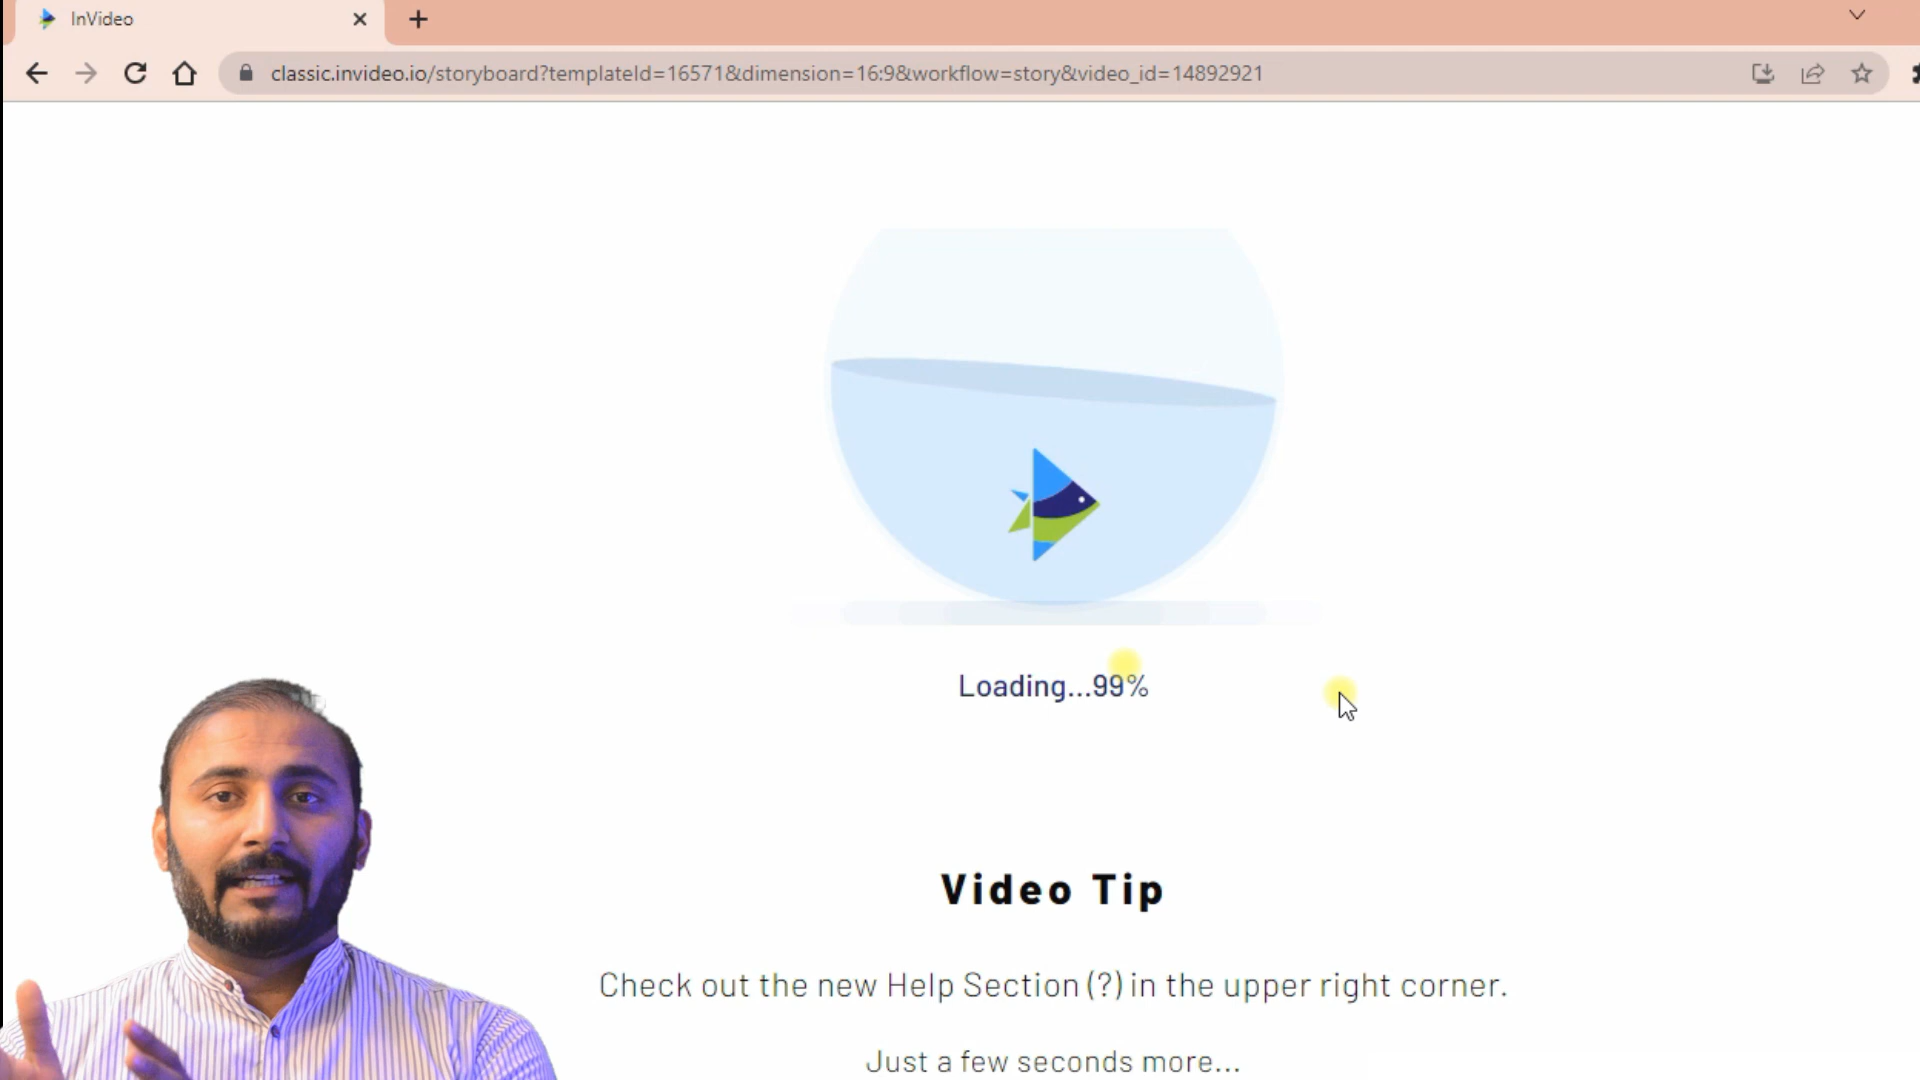 InVideo
classic.invideo.io/storyboard?templateId=16571&dimension=16:9&workflow=story&video_id=14892921
Loading...99%
Video Tip
Check out the new Help Section (?) in the upper right corner.
Just a few seconds more...